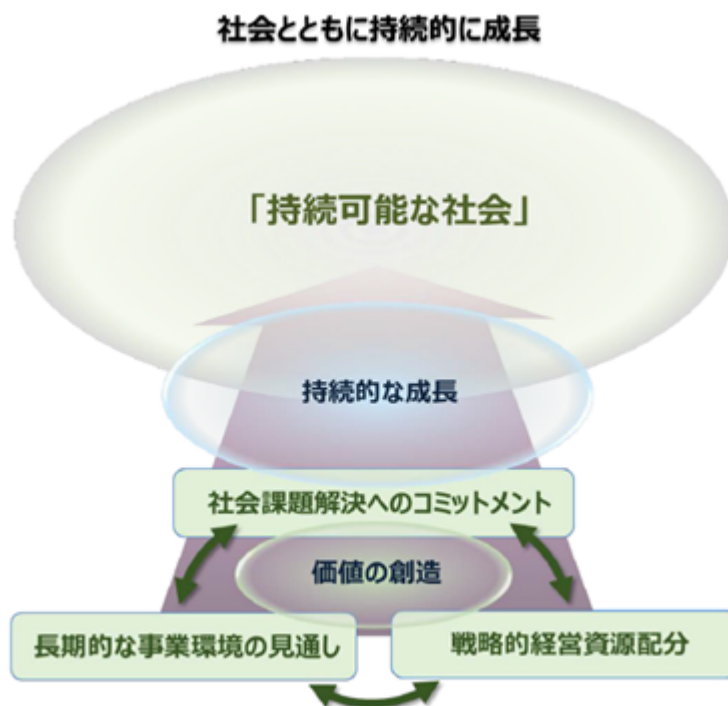 社会とともに持続的に成長
「持続可能な社会」
持続的な成長
社会課題解決へのコミットメント
価値の創造
長期的な事業環境の見通し
戦略的経営資源配分